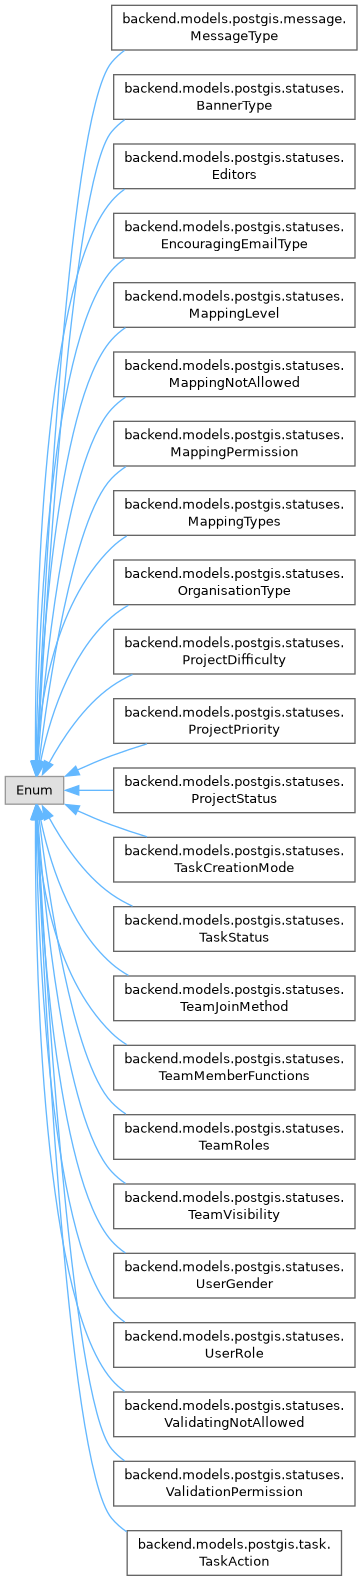 backend.models.postgis.message.
MessageType
backend.models.postgis.statuses.
BannerType
backend.models.postgis.statuses.
Editors
backend.models.postgis.statuses.
EncouragingEmailType
backend.models.postgis.statuses.
MappingLevel
backend.models.postgis.statuses.
MappingNotAllowed
backend.models.postgis.statuses.
MappingPermission
backend.models.postgis.statuses.
MappingTypes
backend.models.postgis.statuses.
OrganisationType
backend.models.postgis.statuses.
ProjectDifficulty
backend.models.postgis.statuses.
ProjectPriority
Enum
backend.models.postgis.statuses.
ProjectStatus
backend.models.postgis.statuses.
TaskCreationMode
backend.models.postgis.statuses.
TaskStatus
backend.models.postgis.statuses.
TeamJoinMethod
backend.models.postgis.statuses.
TeamMemberFunctions
backend.models.postgis.statuses.
TeamRoles
backend.models.postgis.statuses.
TeamVisibility
backend.models.postgis.statuses.
UserGender
backend.models.postgis.statuses.
UserRole
backend.models.postgis.statuses.
ValidatingNotAllowed
backend.models.postgis.statuses.
ValidationPermission
backend.models.postgis.task.
TaskAction